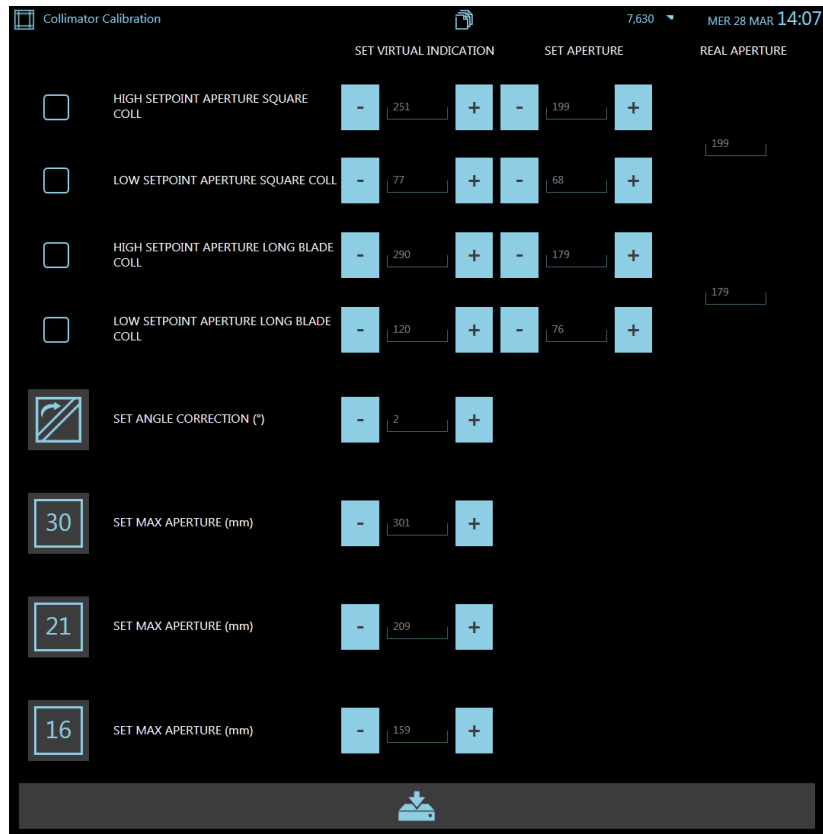 Collimator Calibration 7,630 MER 28 MAR 14:07
SET VIRTUAL INDICATION SET APERTURE REAL APERTURE
HIGH SETPOINT APERTURE SQUARE
COLL
- 251 + - 199 +
199
LOW SETPOINT APERTURE SQUARE COLL - 77 + - 68 +
HIGH SETPOINT APERTURE LONG BLADE
COLL
- 290 + - 179 +
179
LOW SETPOINT APERTURE LONG BLADE
COLL
- 120 + - 76 +
SET ANGLE CORRECTION (°) - 2 +
30 SET MAX APERTURE (mm) - 301 +
21 SET MAX APERTURE (mm) - 209 +
16 SET MAX APERTURE (mm) - 159 +